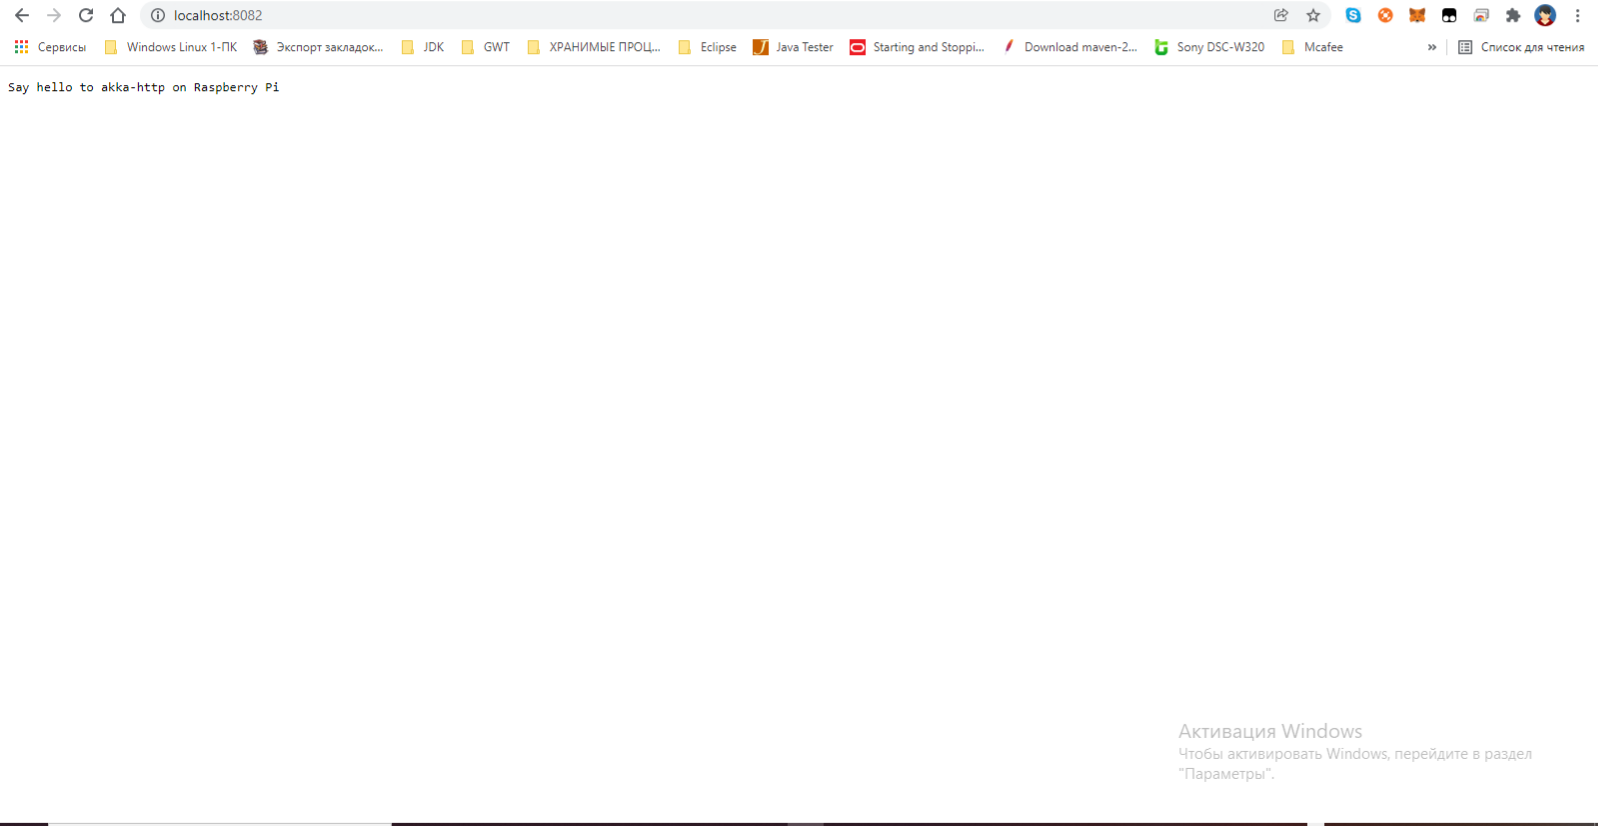 localhost:8082
Сервисы Windows Linux 1-ПК Экспорт закладок... JDK GWT ХРАНИМЫЕ ПРОЦ... Eclipse Java Tester Starting and Stoppi... Download maven-2... Sony DSC-W320 Mcafee » Список для чтения
Say hello to akka-http on Raspberry Pi
Активация Windows
Чтобы активировать Windows, перейдите в раздел
"Параметры".